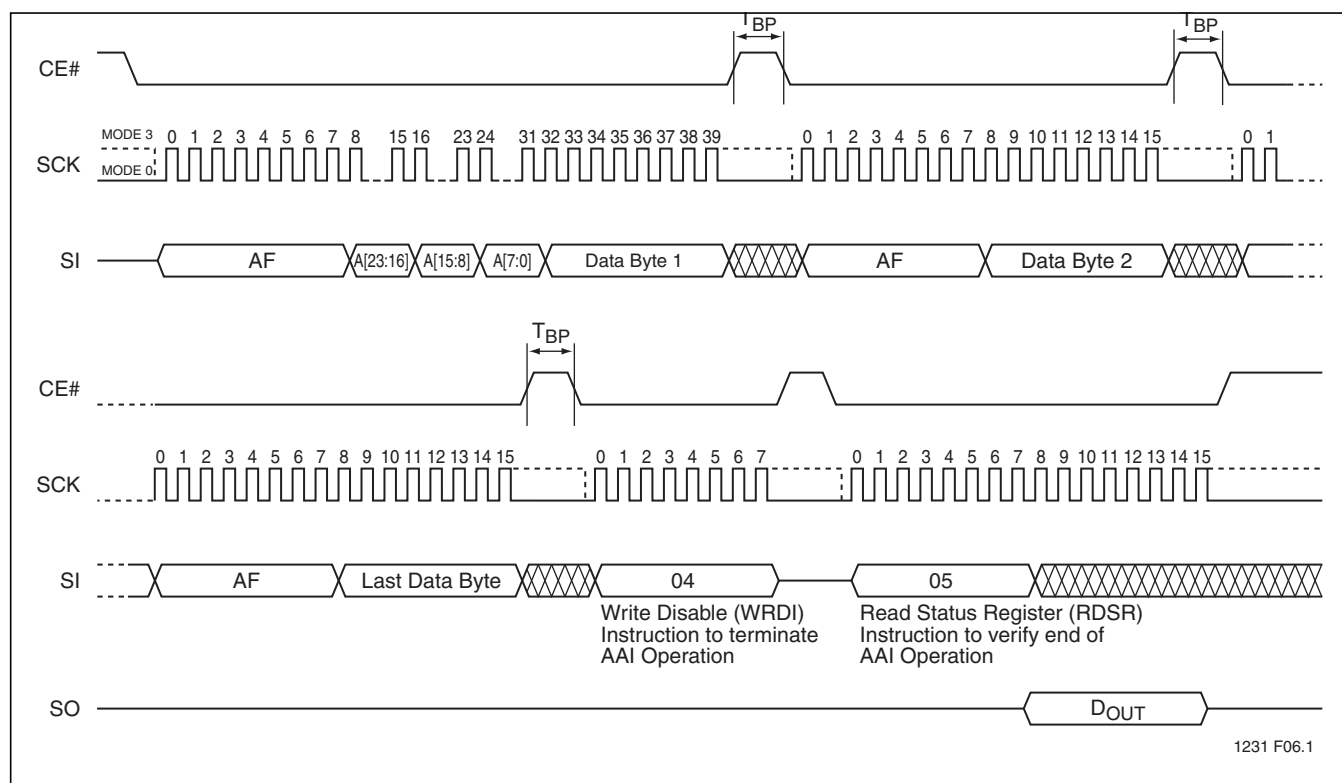 TBP TBP
CE#
MODE 3 0 1 2 3 4 5 6 7 8 15 16 23 24 31 32 33 34 35 36 37 38 39 0 1 2 3 4 5 6 7 8 9 10 11 12 13 14 15 0 1
SCK
MODE 0
SI AF A[23:16] A[15:8] A[7:0] Data Byte 1 AF Data Byte 2
TBP
CE#
0 1 2 3 4 5 6 7 8 9 10 11 12 13 14 15 0 1 2 3 4 5 6 7 0 1 2 3 4 5 6 7 8 9 10 11 12 13 14 15
SCK
SI AF Last Data Byte 04 05
Write Disable (WRDI)
Instruction to terminate
AAI Operation
Read Status Register (RDSR)
Instruction to verify end of
AAI Operation
SO DOUT
1231 F06.1